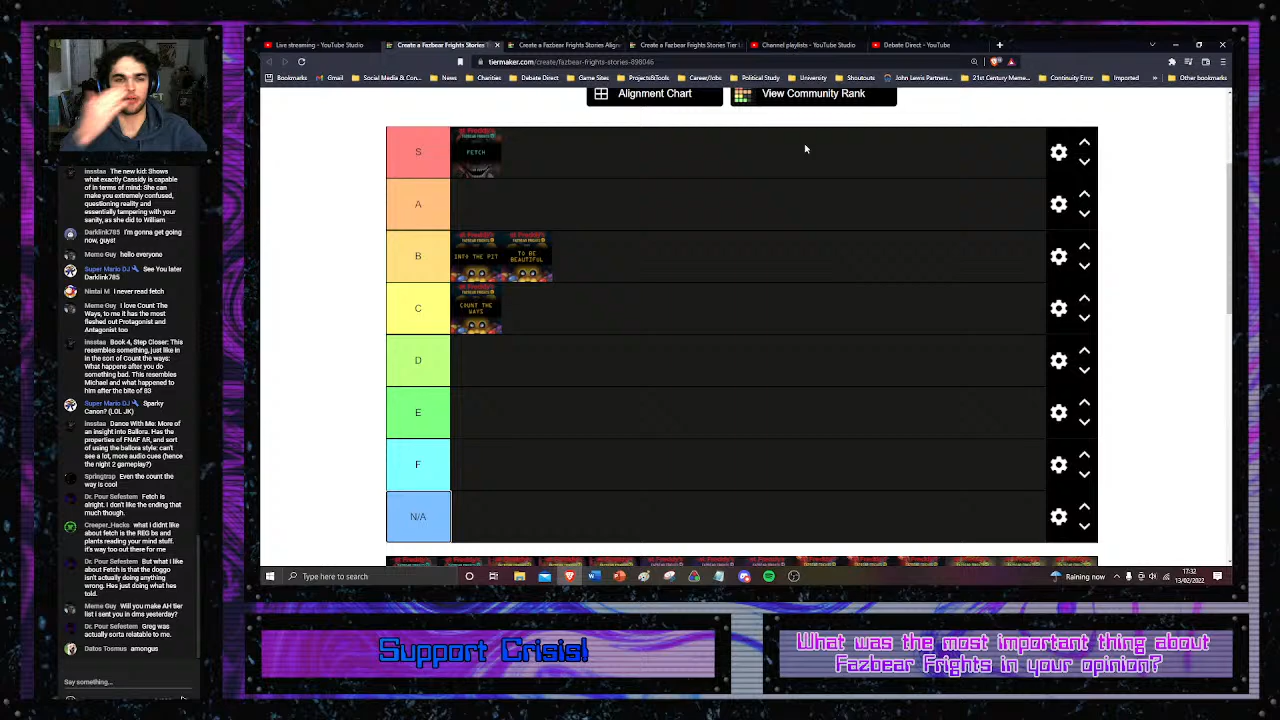 Live streaming - YouTube Studio
Create a Fazbear Frights Stories T
Create a Fazbear Frights Stories Align
Create a Fazbear Frights Stories Tier L
Channel playlists - YouTube Studio
Debate Direct - YouTube
tiermaker.com/create/fazbear-frights-stories-898046
Bookmarks
Gmail
Social Media & Con...
News
Charities
Debate
Direct
Game Sites
Projects&Tools
Career/Jobs
Political Study
University
Shoutouts
John Lewis Christm...
21st Century Meme...
Continuity Error
Imported
Other bookmarks
Alignment Chart
View Community Rank
S
FETCH
A
B
INTO THE PIT
TO BE
BEAUTIFUL
C
COUNT THE
WAYS
D
E
F
N/A
insstaa The new kid: Shows
what exactly Cassidy is capable
of in terms of mind: She can
make you extremely confused,
questioning reality and
essentially tampering with your
sanity, as she did to William
Darklink785 I'm gonna get going
now, guys!
Meme Guy hello everyone
Super Mario DJ See You later
Darklink785
Nintai M I never read fetch
Meme Guy I love Count The
Ways, to me it has the most
fleshed out Protagonist and
Antagonist too
insstaa Book 4, Step Closer: This
resembles something, just like in
in the sort of Count the ways:
What happens after you do
something bad. This resembles
Michael and what happened to
him after the bite of 83
Super Mario DJ Sparky
Canon? (LOL JK)
insstaa Dance With Me: More of
an insight into Ballora. Has the
properties of FNAF AR, and sort
of using the ballora style: can't
see a lot, more audio cues (hence
the night 2 gameplay?)
Springtrap Even the count the
way is cool
Dr. Pour Sefestem Fetch is
alright. I don't like the ending that
much though.
Creeper_Hacks what I didnt like
about fetch is the REG bs and
plants reading your mind stuff.
it's way too out there for me
Dr. Pour Sefestem But what I like
about Fetch is that the doggo
isn't actually doing anything
wrong. Hes just doing what hes
told.
Meme Guy Will you make AH tier
list I sent you in dms yesterday?
Dr. Pour Sefestem Greg was
actually sorta relatable to me.
Datos Tosmus amongus
Say something...
Type here to search
Raining now
17:32
13/02/2022
Support Crisis!
What was the most important thing about
Fazbear Frights in your opinion?